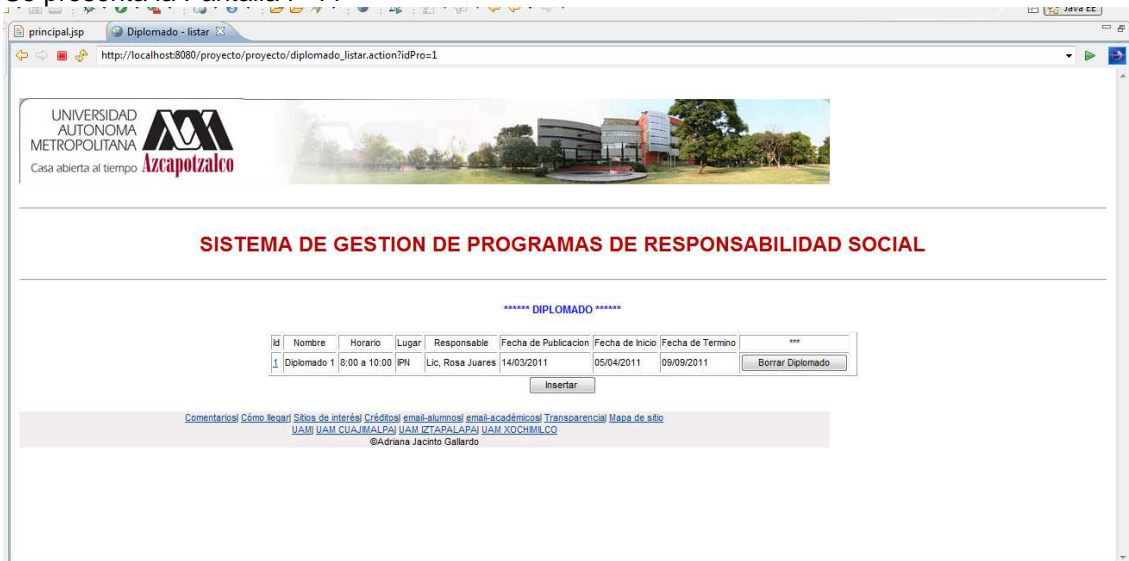 Java EE
principal.jsp
Diplomado - listar
http://localhost:8080/proyecto/proyecto/diplomado_listar.action?idPro=1
UNIVERSIDAD
AUTONOMA
METROPOLITANA
Casa abierta al tiempo Azcapotzalco
SISTEMA DE GESTION DE PROGRAMAS DE RESPONSABILIDAD SOCIAL
****** DIPLOMADO ******
Id Nombre Horario Lugar Responsable Fecha de Publicacion Fecha de Inicio Fecha de Termino ***
1 Diplomado 1 8:00 a 10:00 IPN Lic, Rosa Juares 14/03/2011 05/04/2011 09/09/2011 Borrar Diplomado
Insertar
Comentarios| Cómo llegar| Sitios de interés| Créditos| email-alumnos| email-académicos| Transparencia| Mapa de sitio
UAM| UAM CUAJIMALPA| UAM IZTAPALAPA| UAM XOCHIMILCO
©Adriana Jacinto Gallardo